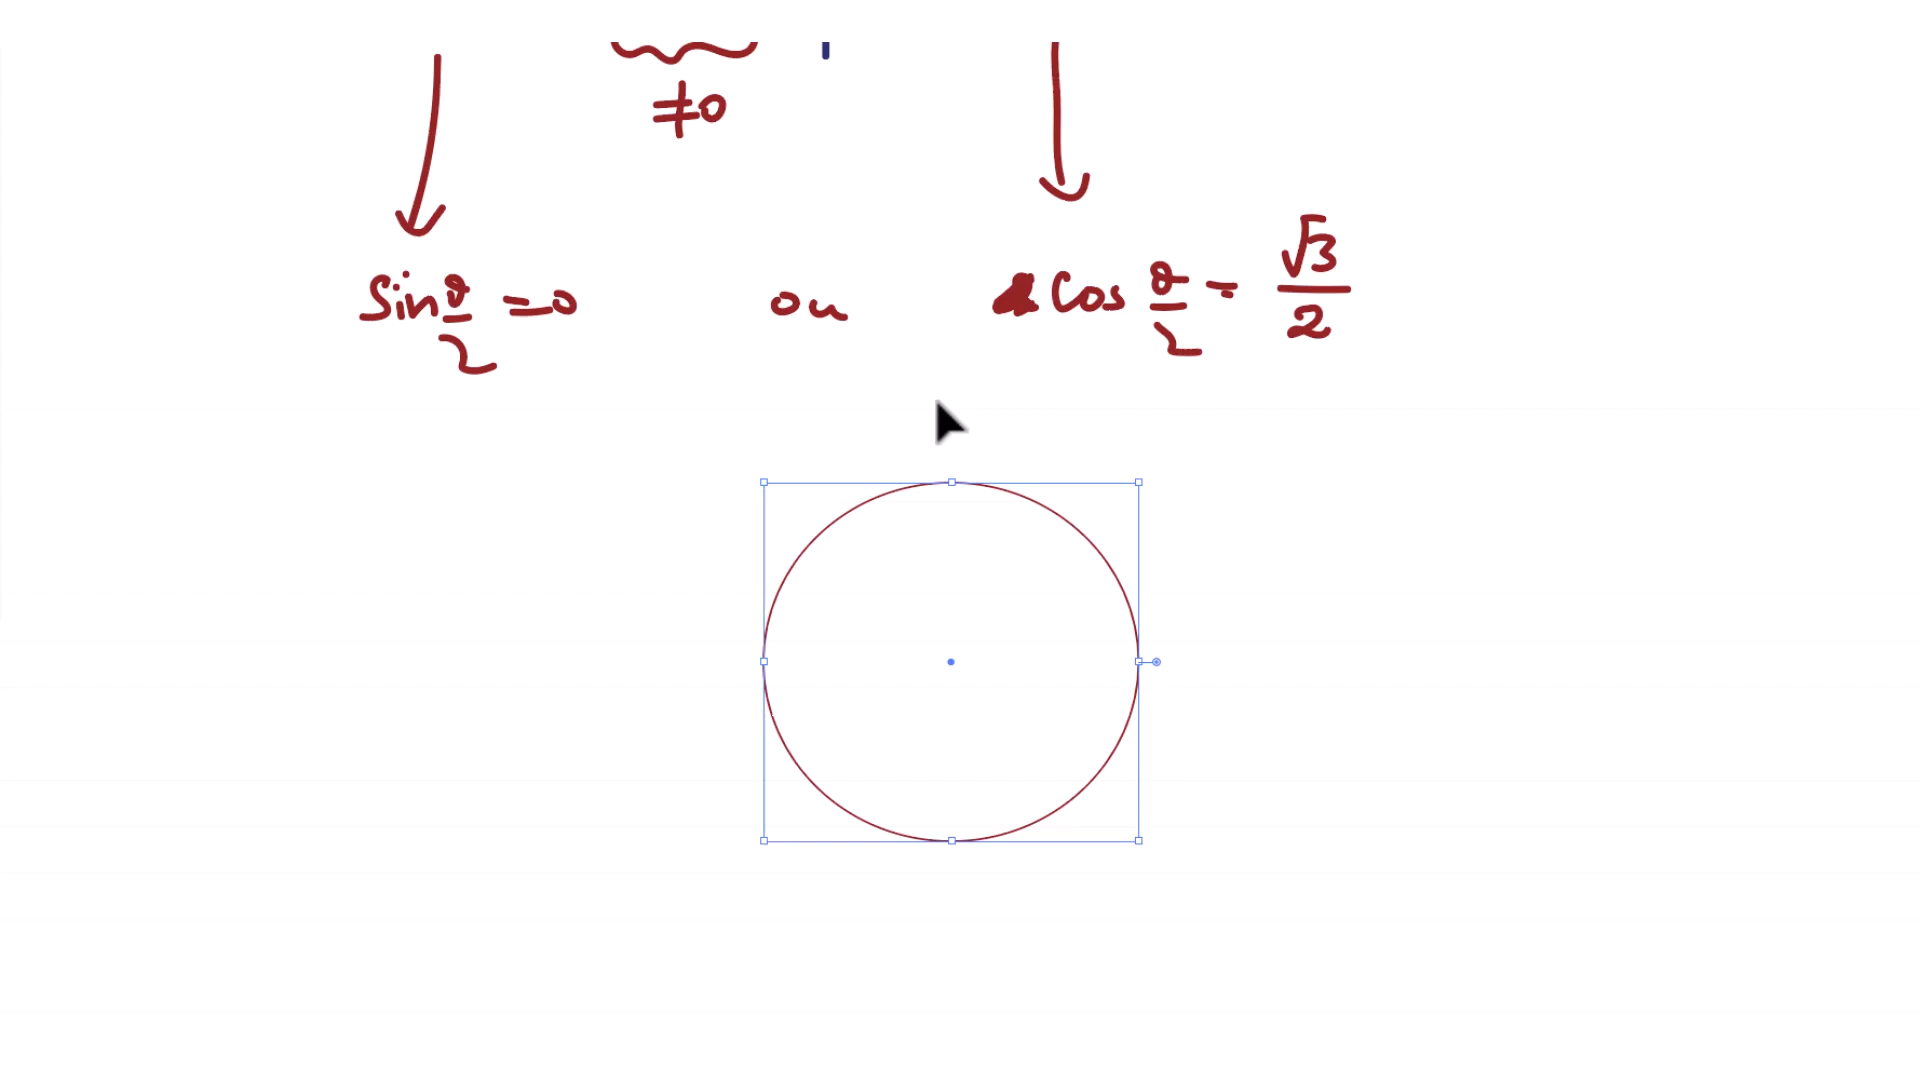 ≠0
sin θ/2 = 0 ou cos θ/2 = √3/2